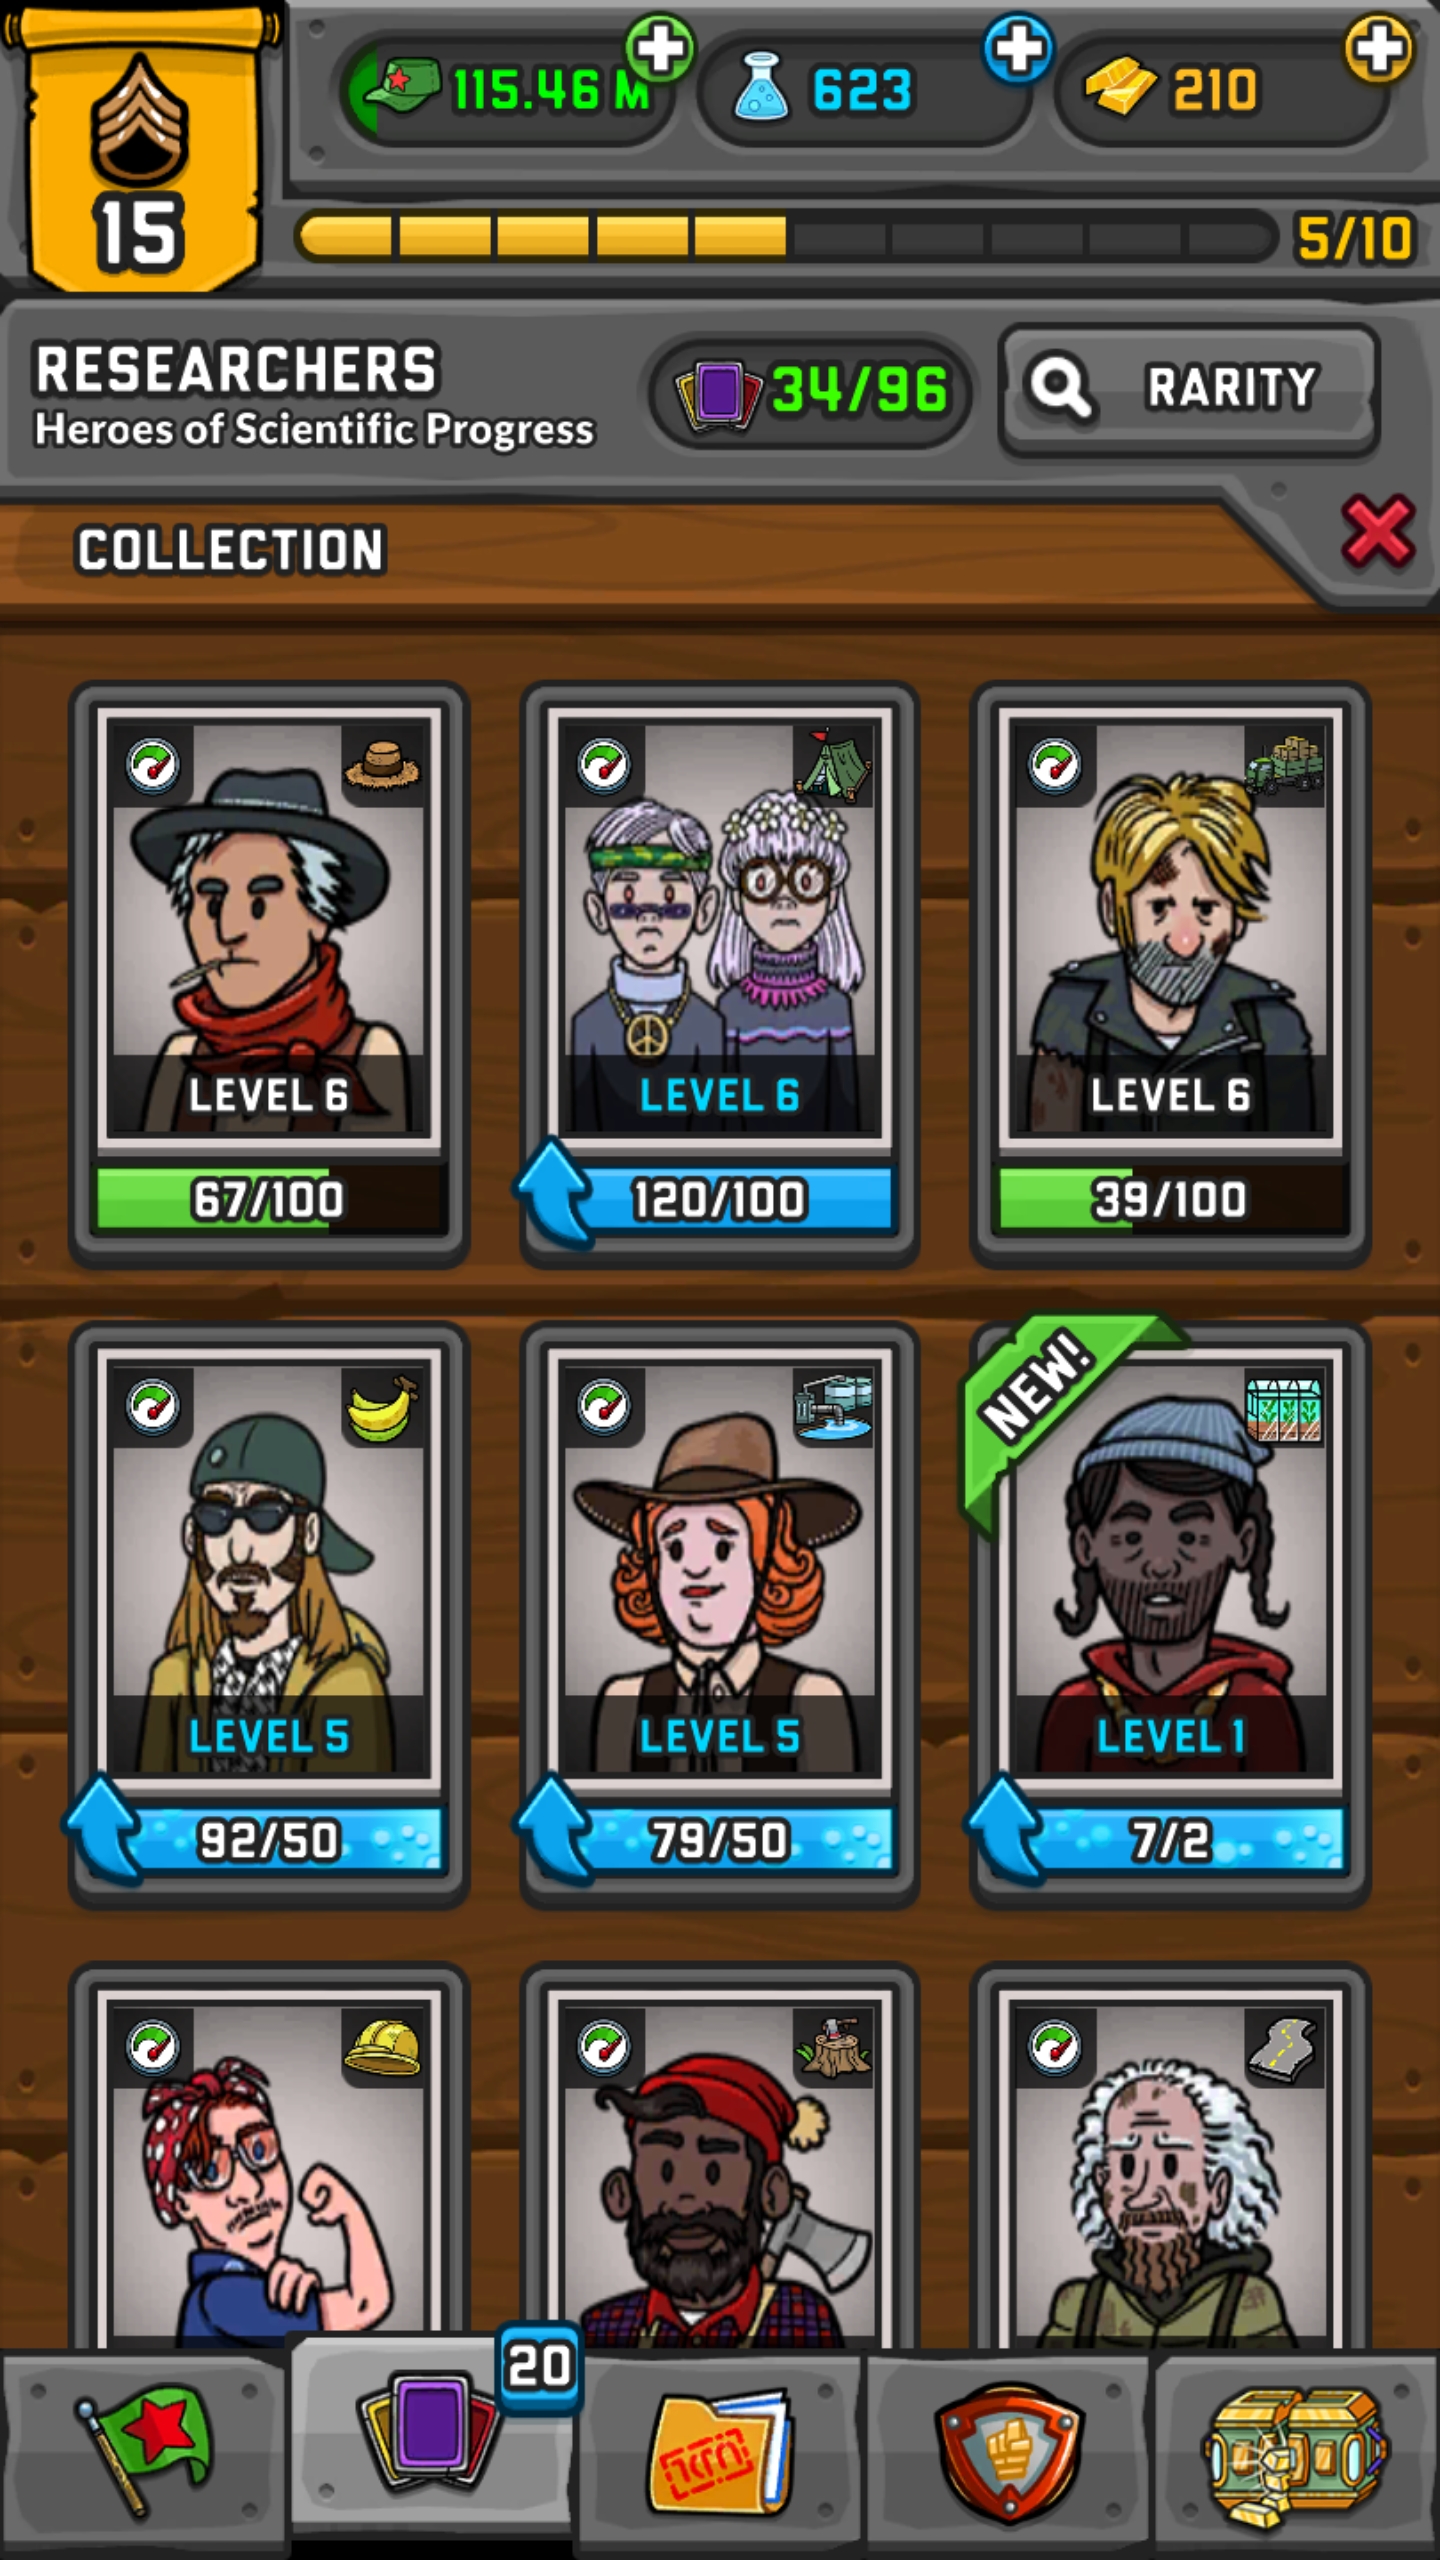 115.46 M
623
210
15
5/10
RESEARCHERS
Heroes of Scientific Progress
34/96
RARITY
COLLECTION
LEVEL 6
LEVEL 6
LEVEL 6
67/100
120/100
39/100
NEW!
LEVEL 5
LEVEL 5
LEVEL 1
92/50
79/50
7/2
20